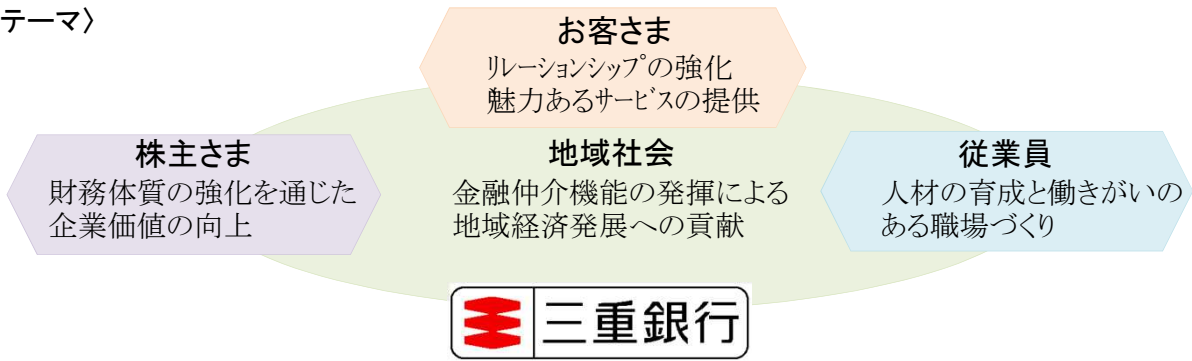 テーマ〉
お客さま
リレーションシップの強化
魅力あるサービスの提供
株主さま
財務体質の強化を通じた
企業価値の向上
地域社会
金融仲介機能の発揮による
地域経済発展への貢献
従業員
人材の育成と働きがいの
ある職場づくり
三重銀行